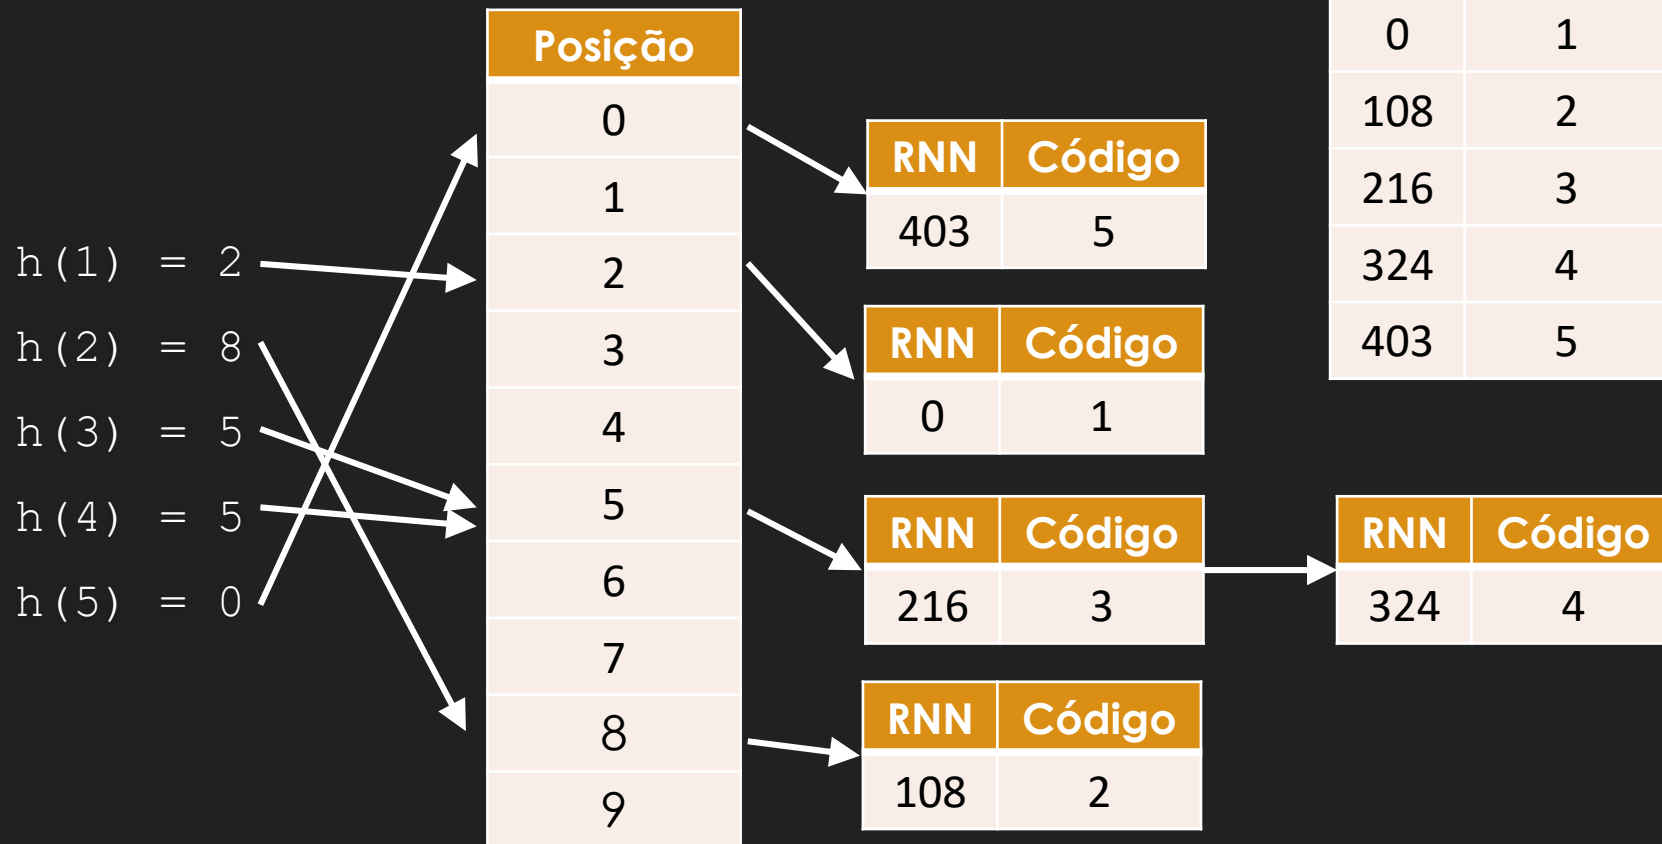 h(1) = 2
h(2) = 8
h(3) = 5
h(4) = 5
h(5) = 0
Posição
0
1
2
3
4
5
6
7
8
9
RNN Código
403 5
RNN Código
0 1
RNN Código
216 3
RNN Código
324 4
RNN Código
108 2
0 1
108 2
216 3
324 4
403 5